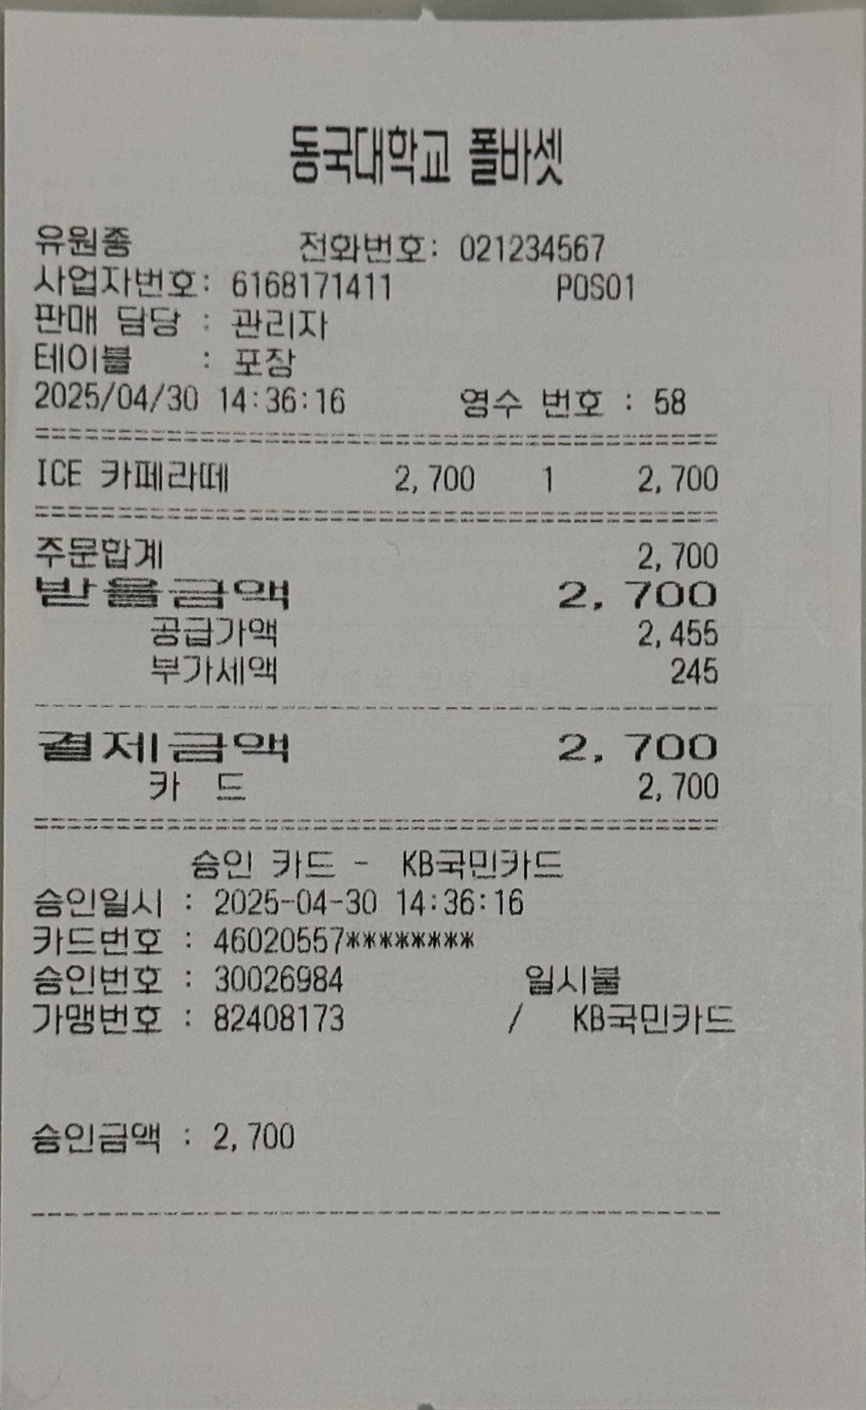 동국대학교 폴바셋
유원종 전화번호: 021234567
사업자번호: 6168171411 POS01
판매 담당 : 관리자
테이블 : 포장
2025/04/30 14:36:16 영수 번호 : 58
ICE 카페라떼 2,700 1 2,700
주문합계 2,700
받을금액 2,700
공급가액 2,455
부가세액 245
결제금액 2,700
카 드 2,700
승인 카드 - KB국민카드
승인일시 : 2025-04-30 14:36:16
카드번호 : 46020557********
승인번호 : 30026984 일시불
가맹번호 : 82408173 / KB국민카드
승인금액 : 2,700